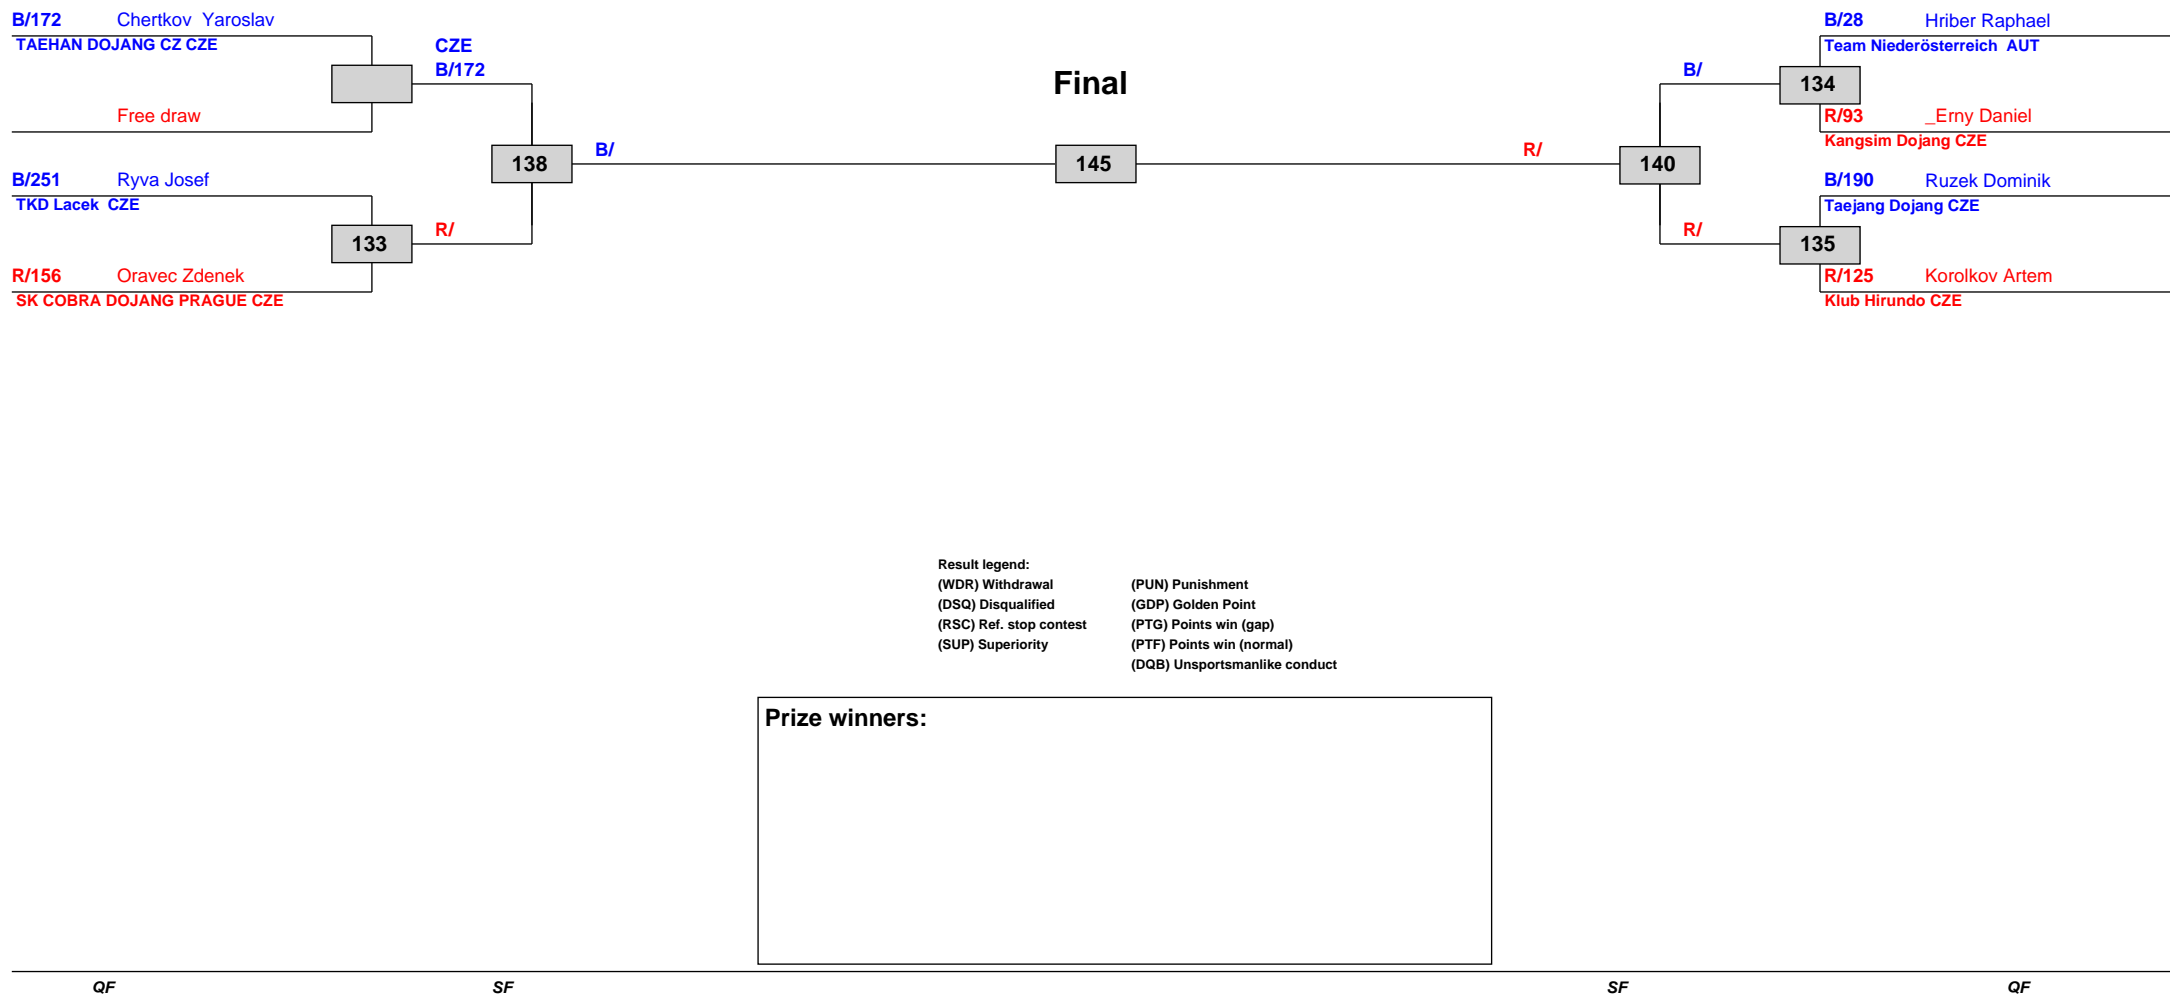 B/172 Chertkov  Yaroslav
TAEHAN DOJANG CZ CZE
CZE
B/172
Free draw
138
B/
B/251 Ryva Josef
TKD Lacek  CZE
133
R/
R/156 Oravec Zdenek
SK COBRA DOJANG PRAGUE CZE
Final
145
B/28 Hriber Raphael
Team Niederösterreich  AUT
B/
134
R/93 _Erny Daniel
Kangsim Dojang CZE
R/
140
B/190 Ruzek Dominik
Taejang Dojang CZE
R/
135
R/125 Korolkov Artem
Klub Hirundo CZE
Result legend:
(WDR) Withdrawal (PUN) Punishment
(DSQ) Disqualified (GDP) Golden Point
(RSC) Ref. stop contest (PTG) Points win (gap)
(SUP) Superiority (PTF) Points win (normal)
(DQB) Unsportsmanlike conduct
Prize winners:
QF SF SF QF